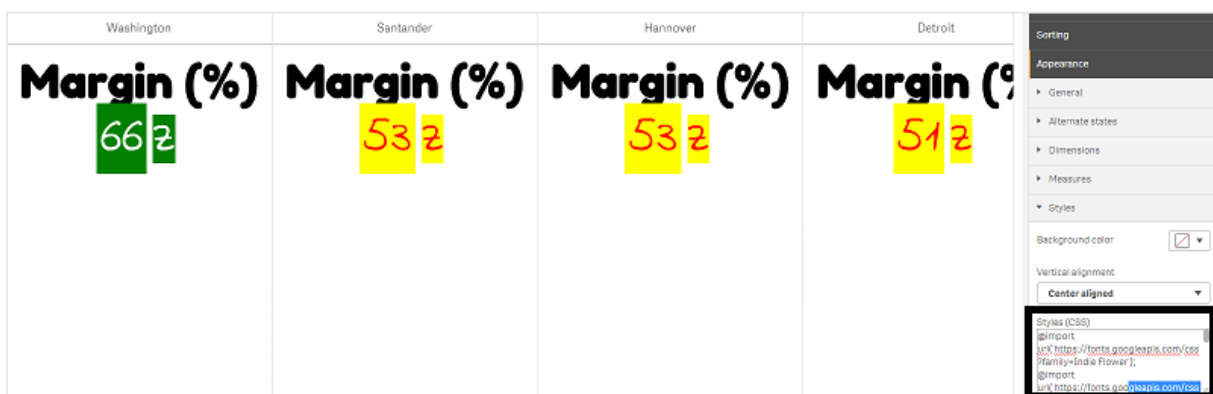 Washington Santander Hannover Detroit
Margin (%) Margin (%) Margin (%) Margin (%
66 z 53 z 53 z 51 z
Sorting
Appearance
General
Alternate states
Dimensions
Measures
Styles
Background color
Vertical alignment
Center aligned
Styles (CSS)
@import
url('https://fonts.googleapis.com/css
?family=Indie Flower');
@import
url('https://fonts.googleapis.com/css